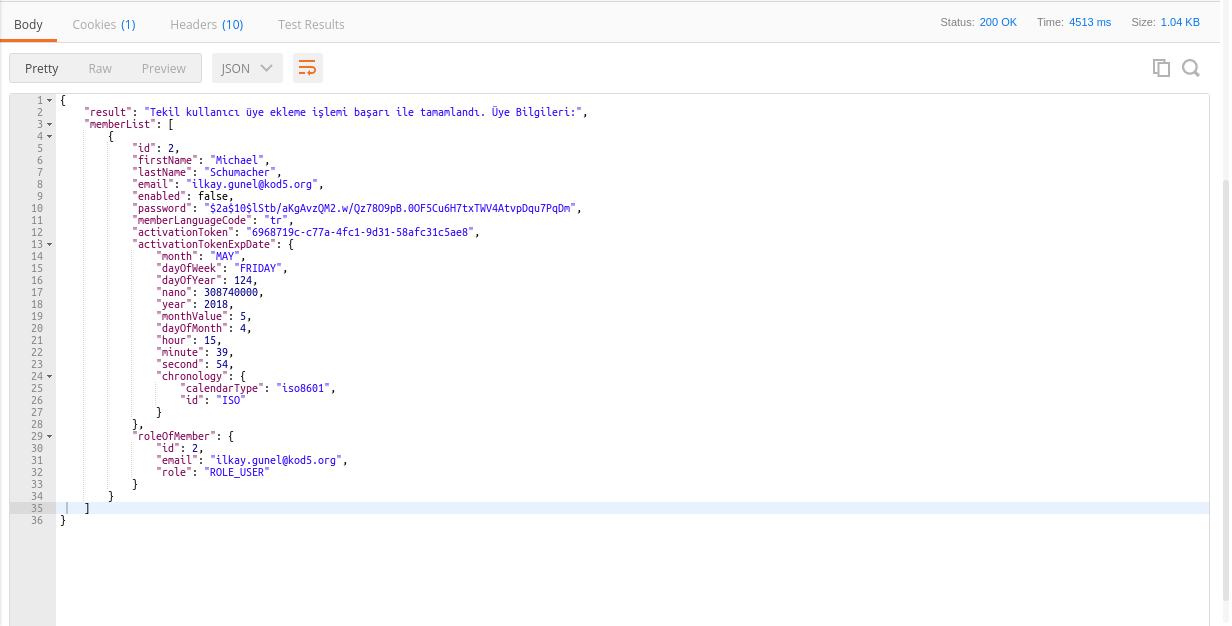 Body Cookies (1) Headers (10) Test Results Status: 200 OK Time: 4513 ms Size: 1.04 KB
Pretty Raw Preview JSON
1 {
2 "result": "Tekil kullanıcı üye ekleme işlemi başarı ile tamamlandı. Üye Bilgileri:",
3 "memberList": [
4 {
5 "id": 2,
6 "firstName": "Michael",
7 "lastName": "Schumacher",
8 "email": "ilkay.gunel@kod5.org",
9 "enabled": false,
10 "password": "$2a$10$lStb/aKgAvzQM2.w/Qz78O9pB.0OF5Cu6H7txTWV4AtvpDqu7PqDm",
11 "memberLanguageCode": "tr",
12 "activationToken": "6968719c-c77a-4fc1-9d31-58afc31c5ae8",
13 "activationTokenExpDate": {
14 "month": "MAY",
15 "dayOfWeek": "FRIDAY",
16 "dayOfYear": 124,
17 "nano": 308740000,
18 "year": 2018,
19 "monthValue": 5,
20 "dayOfMonth": 4,
21 "hour": 15,
22 "minute": 39,
23 "second": 54,
24 "chronology": {
25 "calendarType": "iso8601",
26 "id": "ISO"
27 }
28 },
29 "roleOfMember": {
30 "id": 2,
31 "email": "ilkay.gunel@kod5.org",
32 "role": "ROLE_USER"
33 }
34 }
35 ]
36 }